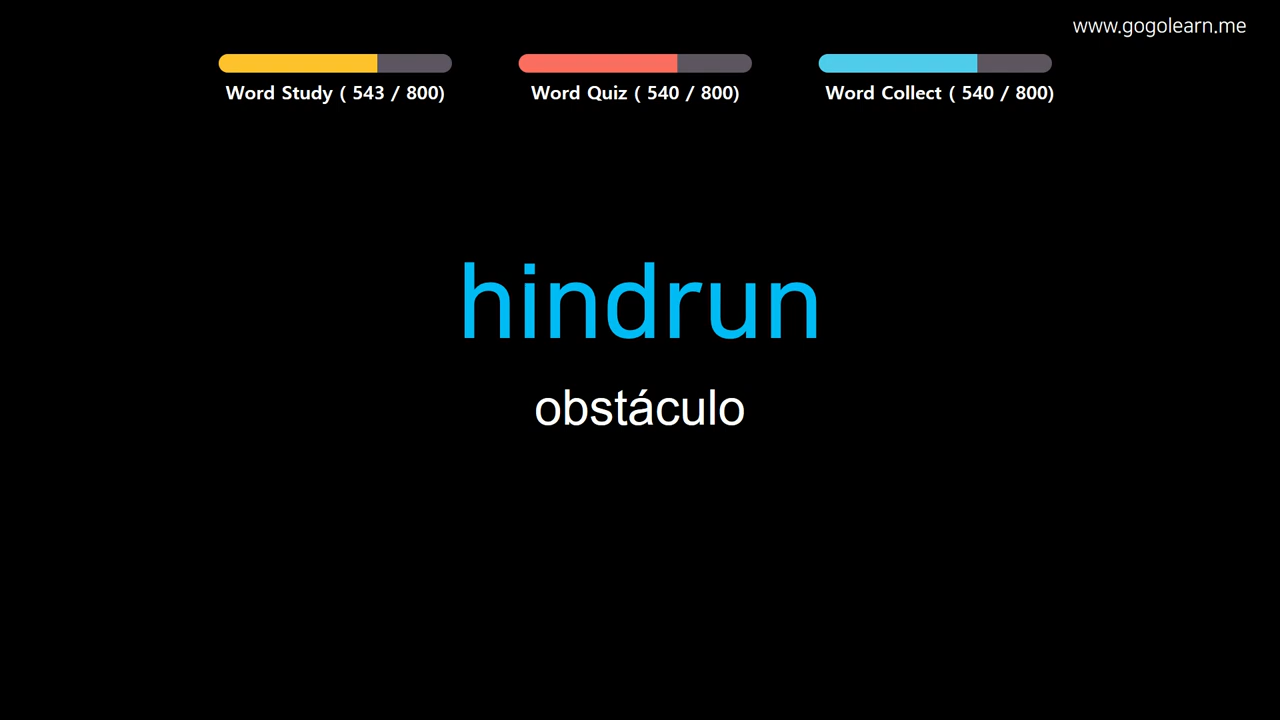 www.gogolearn.me
Word Study ( 543 / 800)
Word Quiz ( 540 / 800)
Word Collect ( 540 / 800)
hindrun
obstáculo